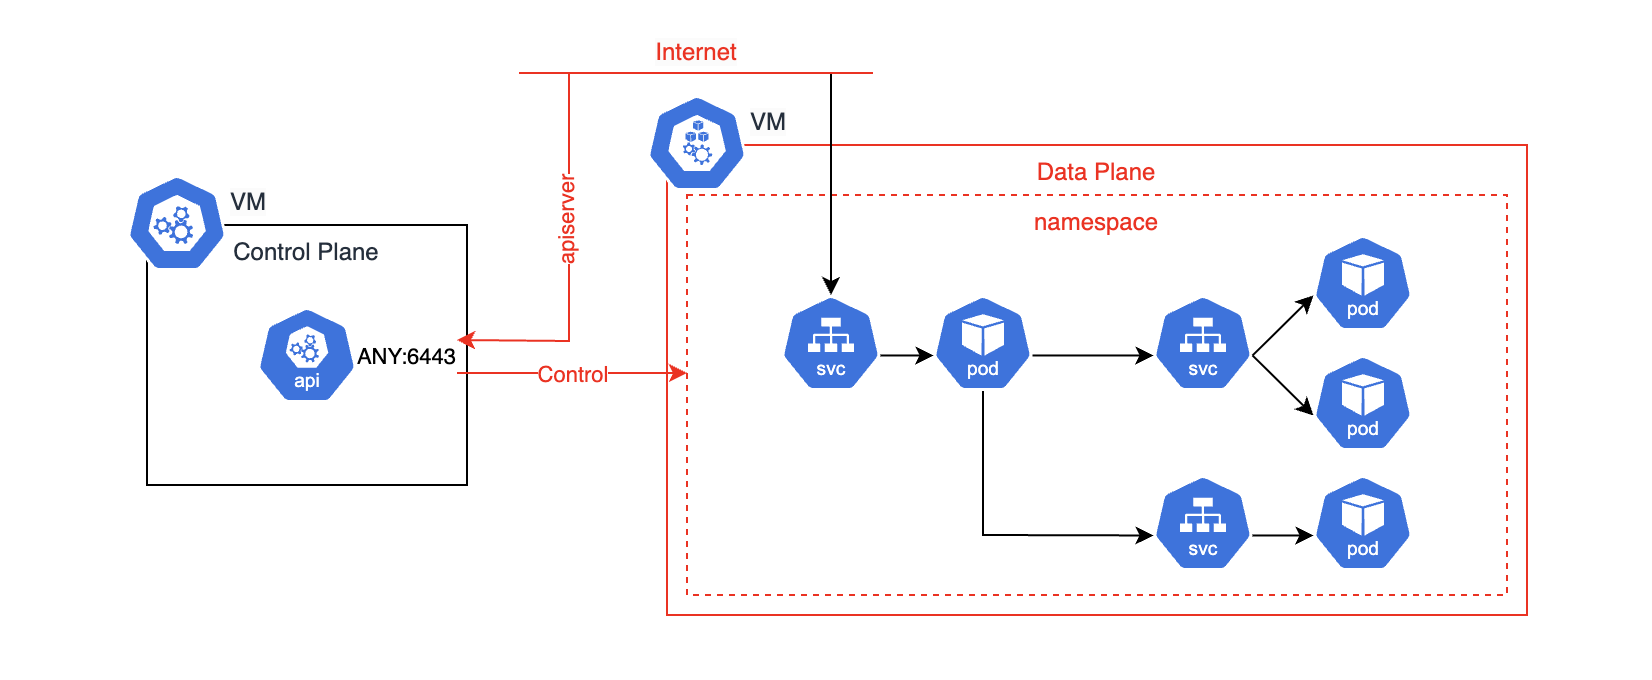 Internet
VM
Data Plane
apiserver
VM
namespace
Control Plane
pod
ANY:6443
api
Control
svc
pod
svc
pod
svc
pod